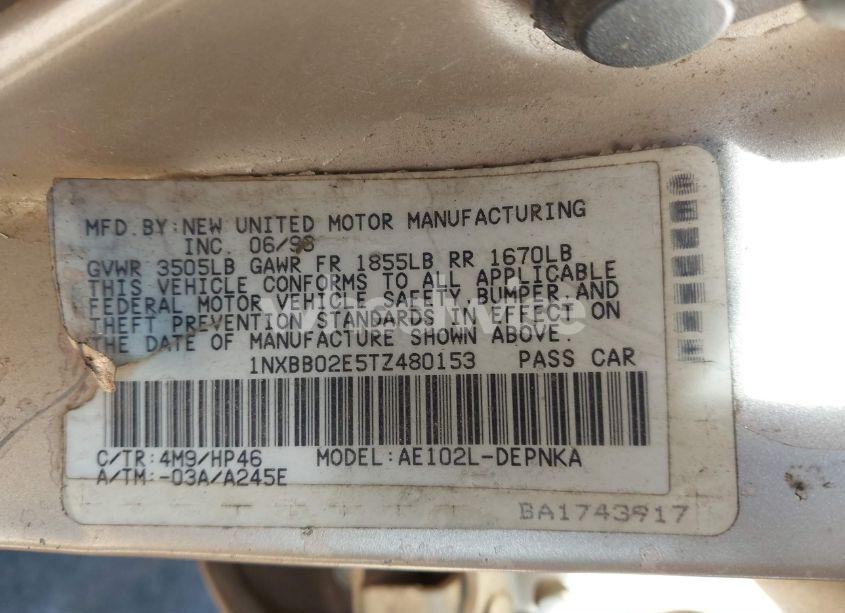 MFD. BY: NEW UNITED MOTOR MANUFACTURING
INC. 06/96
GVWR 3505LB GAWR FR 1855LB RR 1670LB
THIS VEHICLE CONFORMS TO ALL APPLICABLE
FEDERAL MOTOR VEHICLE SAFETY, BUMPER, AND
THEFT PREVENTION STANDARDS IN EFFECT ON
THE DATE OF MANUFACTURE SHOWN ABOVE.
1NXBB02E5TZ480153 PASS CAR
C/TR: 4M9/HP46 MODEL: AE102L-DEPNKA
A/TM: -03A/A245E
BA1743917